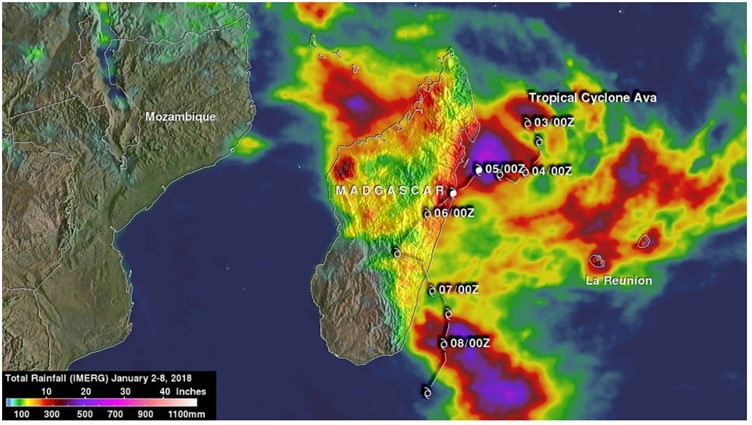 Tropical Cyclone Ava
Mozambique
03/00Z
05/00Z
04/00Z
MADGASCAR
06/00Z
La Reunion
07/00Z
08/00Z
Total Rainfall (IMERG) January 2-8, 2018
10 20 30 40 Inches
100 300 500 700 900 1100mm